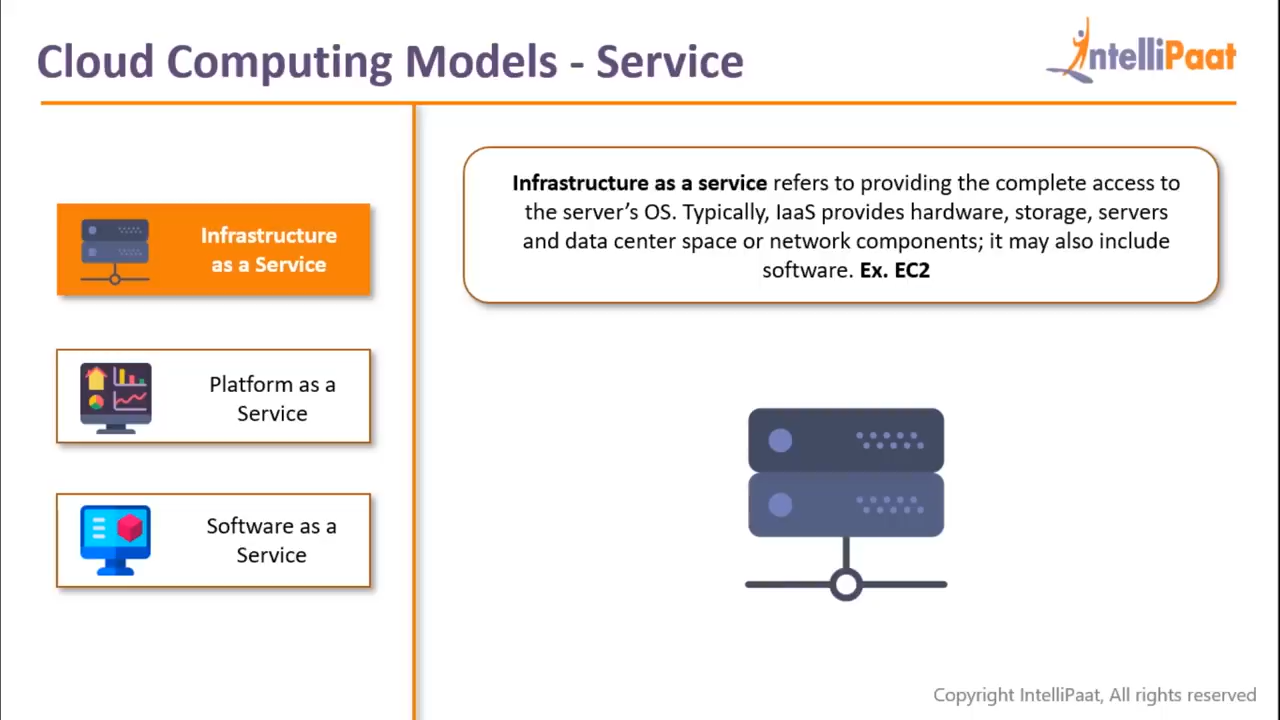 Cloud Computing Models - Service
IntelliPaat
Infrastructure
as a Service
Platform as a
Service
Software as a
Service
Infrastructure as a service refers to providing the complete access to
the server’s OS. Typically, IaaS provides hardware, storage, servers
and data center space or network components; it may also include
software. Ex. EC2
Copyright IntelliPaat, All rights reserved